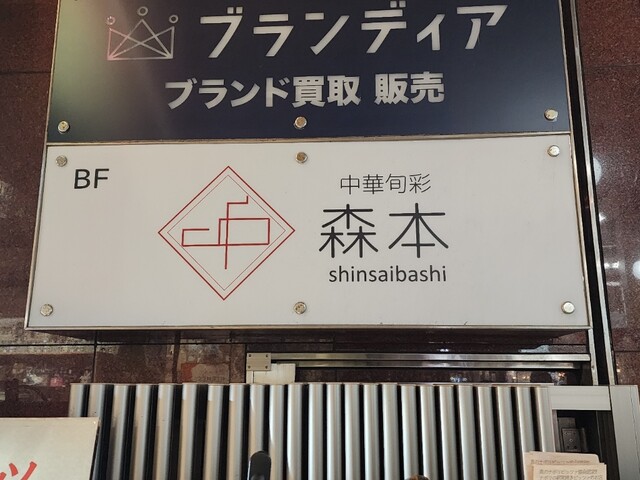 ブランディア
ブランド買取 販売
BF
中華旬彩
森本
shinsaibashi